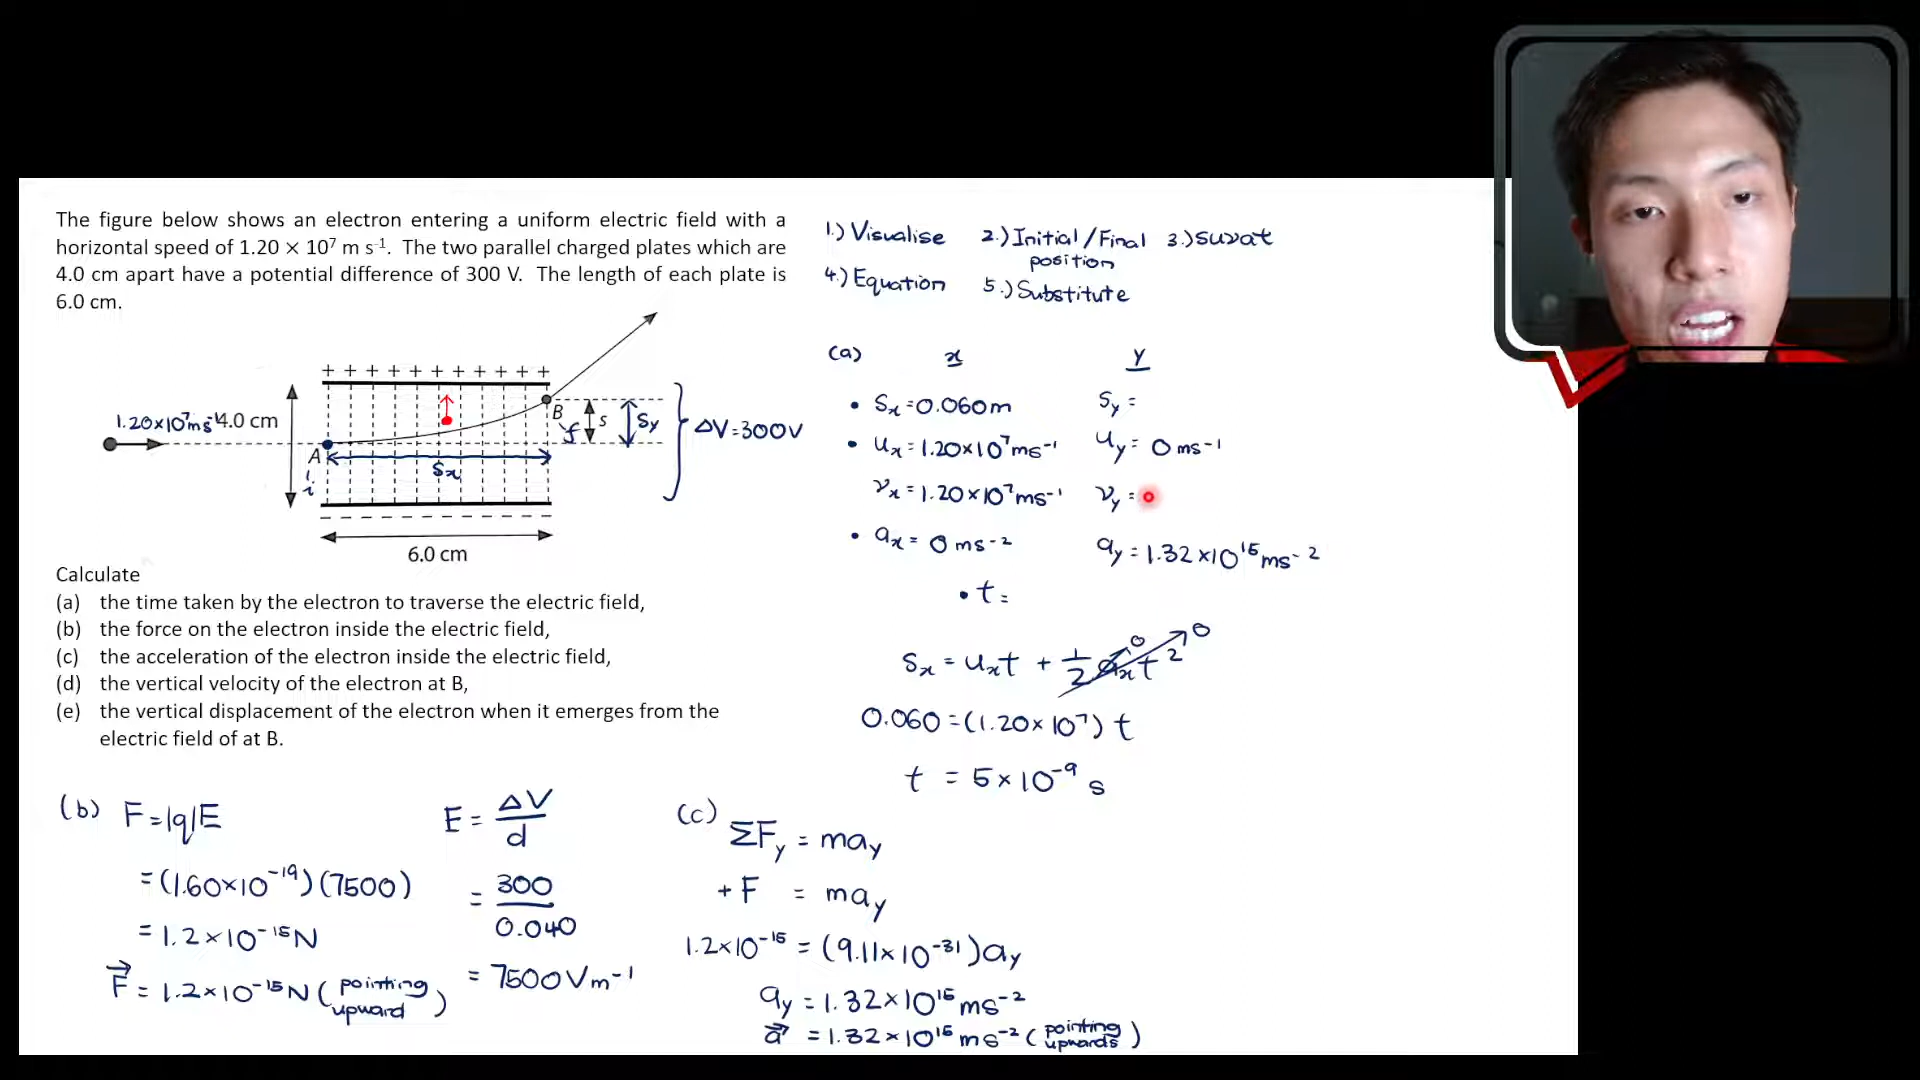 The figure below shows an electron entering a uniform electric field with a
horizontal speed of 1.20 × 10⁷ m s⁻¹. The two parallel charged plates which are
4.0 cm apart have a potential difference of 300 V. The length of each plate is
6.0 cm.
+ + + + + + + + + + +
1.20×10⁷ms⁻¹
4.0 cm
A
i
Sx
B
f
s
Sy
ΔV=300V
6.0 cm
Calculate
(a) the time taken by the electron to traverse the electric field,
(b) the force on the electron inside the electric field,
(c) the acceleration of the electron inside the electric field,
(d) the vertical velocity of the electron at B,
(e) the vertical displacement of the electron when it emerges from the
electric field of at B.
1.) Visualise 2.) Initial/Final position 3.) suvat
4.) Equation 5.) Substitute
(a) x y
• Sx = 0.060m Sy =
• ux = 1.20×10⁷ms⁻¹ uy = 0 ms⁻¹
vx = 1.20×10⁷ms⁻¹ vy =
• ax = 0 ms⁻² ay = 1.32×10¹⁵ms⁻²
• t =
Sx = uxt + 1/2 axt² 0 0
0.060 = (1.20×10⁷) t
t = 5×10⁻⁹ s
(b) F = |q|E
= (1.60×10⁻¹⁹)(7500)
= 1.2×10⁻¹⁵N
F⃗ = 1.2×10⁻¹⁵N (pointing upward)
E = ΔV/d
= 300/0.040
= 7500Vm⁻¹
(c) ΣFy = may
+F = may
1.2×10⁻¹⁵ = (9.11×10⁻³¹)ay
ay = 1.32×10¹⁵ms⁻²
a⃗ = 1.32×10¹⁵ms⁻² (pointing upwards)